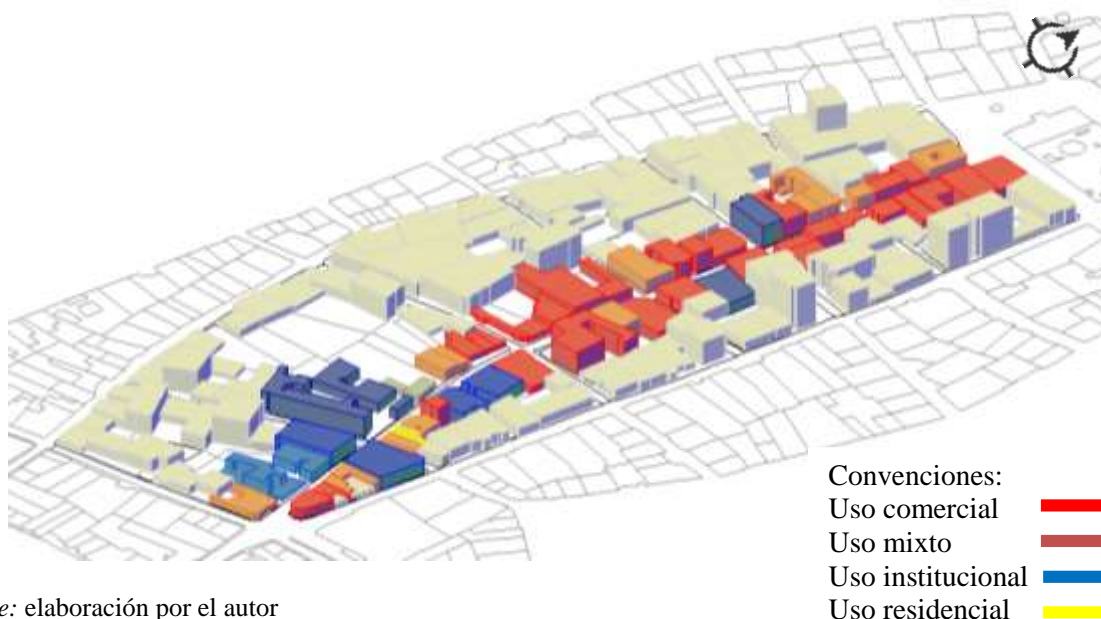 Convenciones:
Uso comercial
Uso mixto
Uso institucional
Uso residencial
elaboración por el autor